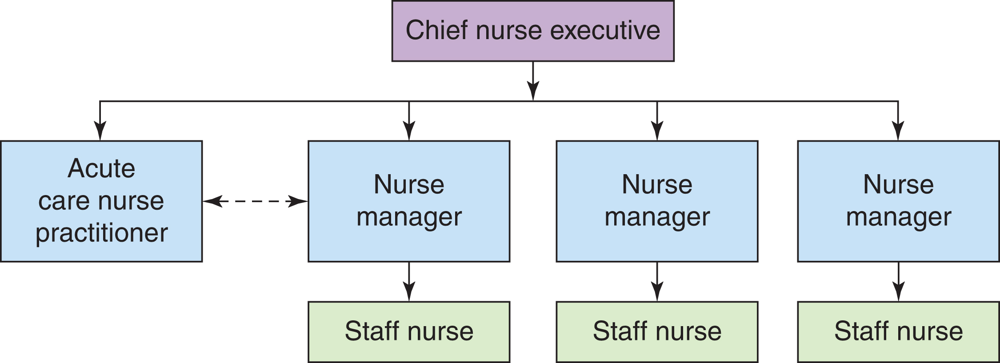 Chief nurse executive
Acute
care nurse
practitioner
Nurse
manager
Nurse
manager
Nurse
manager
Staff nurse
Staff nurse
Staff nurse